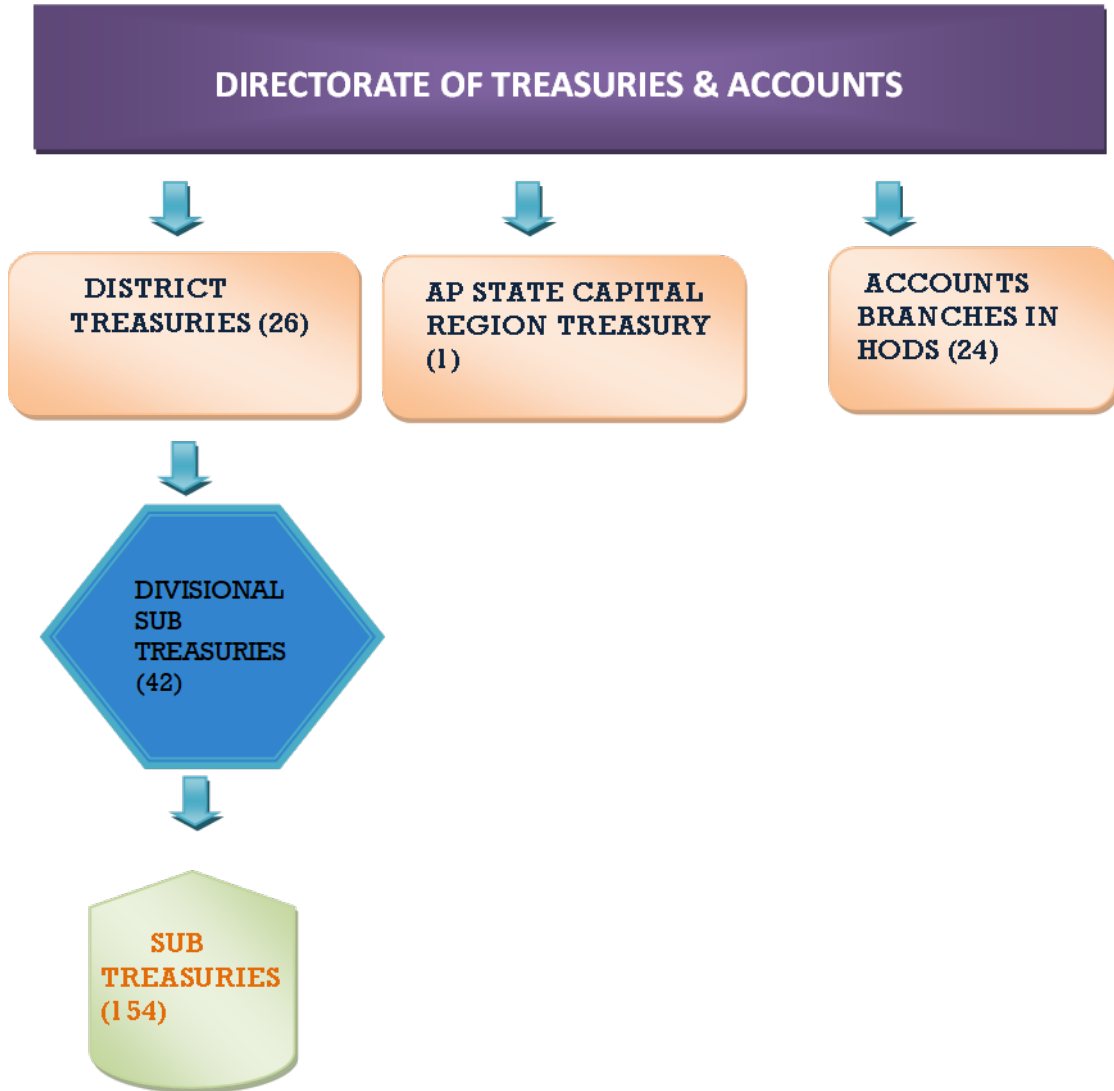 DIRECTORATE OF TREASURIES & ACCOUNTS
DISTRICT
TREASURIES (26)
AP STATE CAPITAL
REGION TREASURY
(1)
ACCOUNTS
BRANCHES IN
HODS (24)
DIVISIONAL
SUB
TREASURIES
(42)
SUB
TREASURIES
(154)